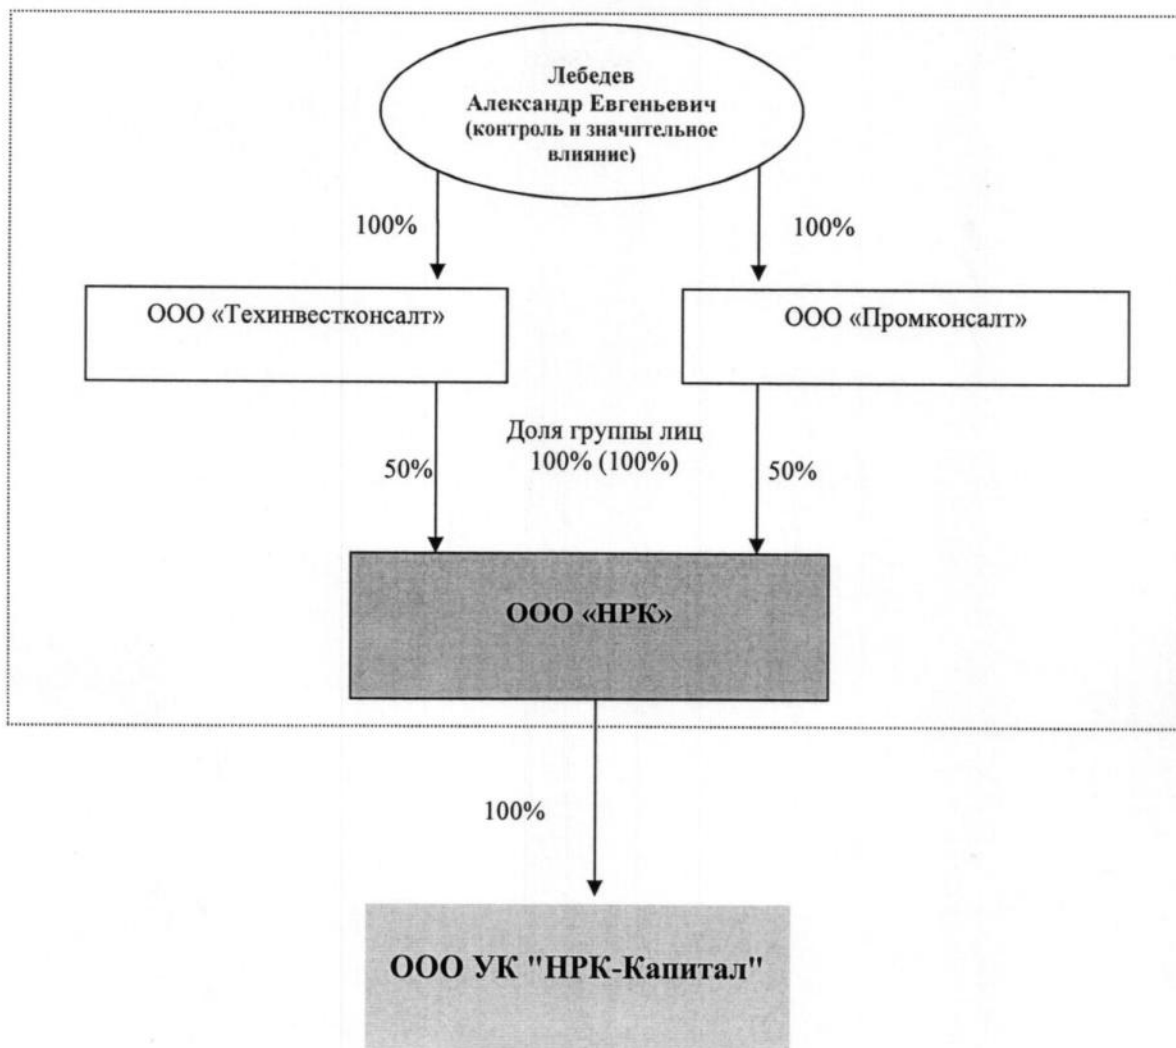 Лебедев
Александр Евгеньевич
(контроль и значительное
влияние)
100%
100%
ООО «Техинвестконсалт»
ООО «Промконсалт»
Доля группы лиц
100% (100%)
50%
50%
ООО «НРК»
100%
ООО УК "НРК-Капитал"